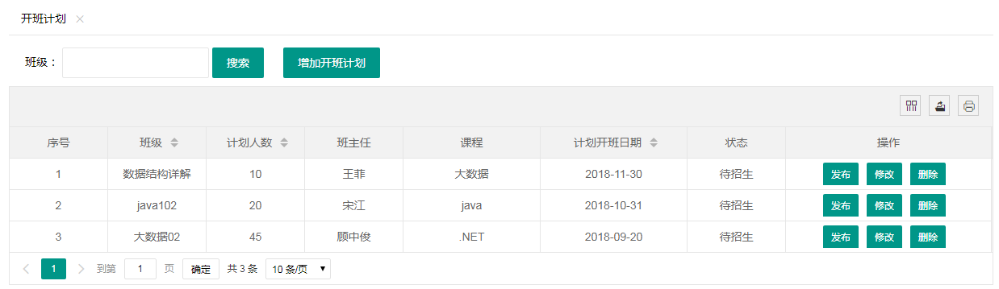 开班计划 ×
班级： 搜索 增加开班计划
序号 班级 计划人数 班主任 课程 计划开班日期 状态 操作
1 数据结构详解 10 王菲 大数据 2018-11-30 待招生 发布 修改 删除
2 java102 20 宋江 java 2018-10-31 待招生 发布 修改 删除
3 大数据02 45 顾中俊 .NET 2018-09-20 待招生 发布 修改 删除
1 到第 1 页 确定 共 3 条 10 条/页